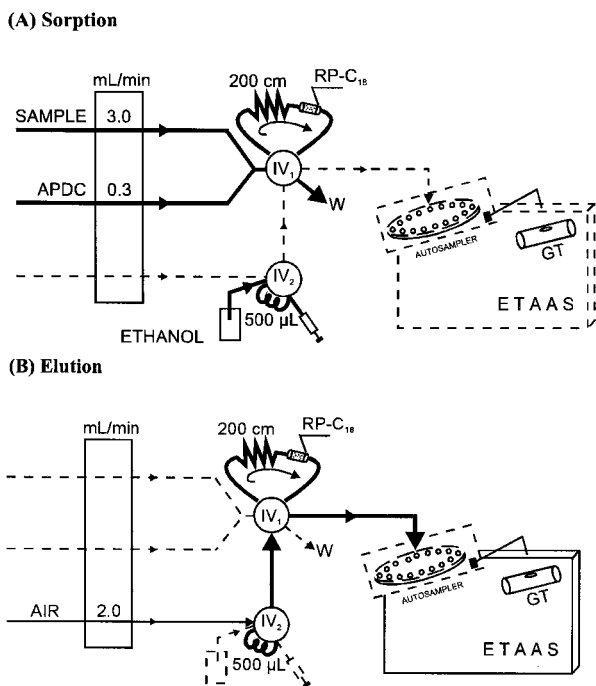 (A) Sorption
mL/min
200 cm
RP-C₁₈
SAMPLE
3.0
IV₁
APDC
0.3
W
AUTOSAMPLER
GT
IV₂
ETHANOL
500 µL
ETAAS
(B) Elution
mL/min
200 cm
RP-C₁₈
IV₁
W
AUTOSAMPLER
GT
AIR
2.0
IV₂
500 µL
ETAAS